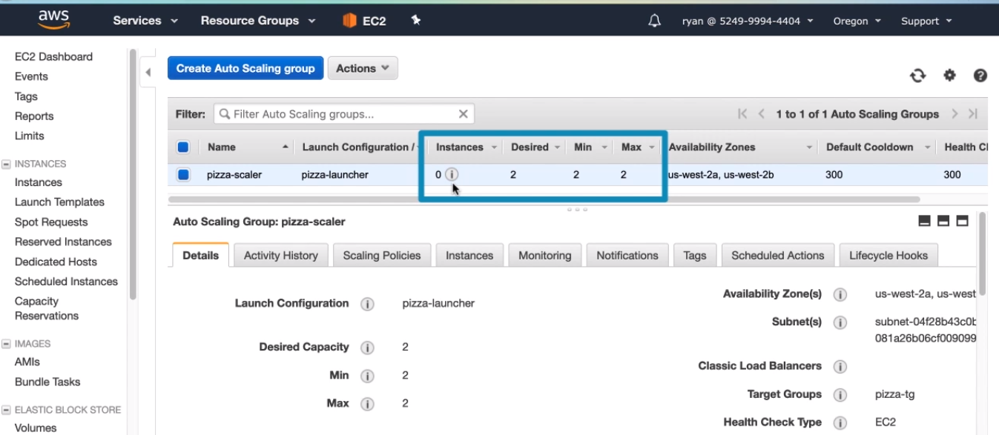 aws Services Resource Groups EC2 ryan @ 5249-9994-4404 Oregon Support
EC2 Dashboard
Events
Tags
Reports
Limits
INSTANCES
Instances
Launch Templates
Spot Requests
Reserved Instances
Dedicated Hosts
Scheduled Instances
Capacity
Reservations
IMAGES
AMIs
Bundle Tasks
ELASTIC BLOCK STORE
Volumes
Create Auto Scaling group Actions
Filter: Filter Auto Scaling groups... 1 to 1 of 1 Auto Scaling Groups
Name Launch Configuration / Instances Desired Min Max Availability Zones Default Cooldown Health
pizza-scaler pizza-launcher 0 2 2 2 us-west-2a, us-west-2b 300 300
Auto Scaling Group: pizza-scaler
Details Activity History Scaling Policies Instances Monitoring Notifications Tags Scheduled Actions Lifecycle Hooks
Launch Configuration pizza-launcher
Desired Capacity 2
Min 2
Max 2
Availability Zone(s) us-west-2a, us-west
Subnet(s) subnet-04f28b43c0b
081a26b06cf009099
Classic Load Balancers
Target Groups pizza-tg
Health Check Type EC2